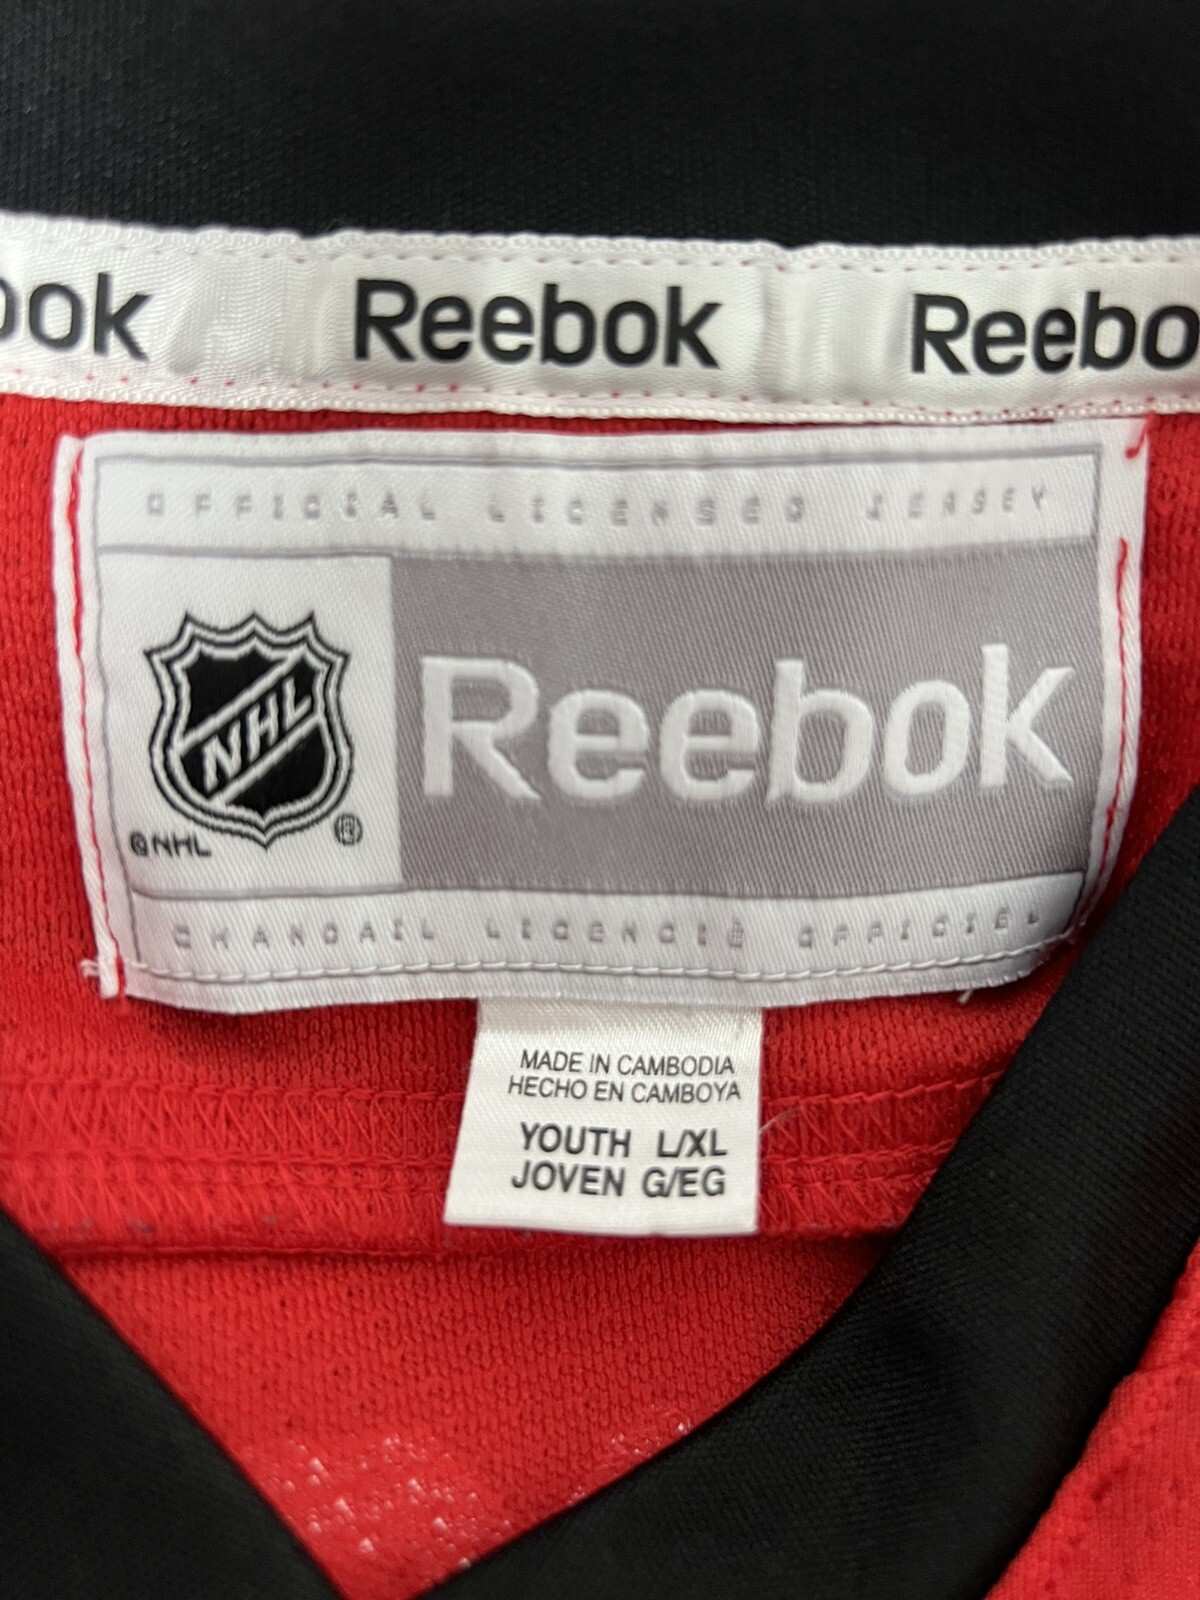 ook Reebok Reebo
OFFICIAL LICENSED JERSEY
NHL
Reebok
©NHL ®
CHANDAIL LICENCIÉ OFFICIEL
MADE IN CAMBODIA
HECHO EN CAMBOYA
YOUTH L/XL
JOVEN G/EG